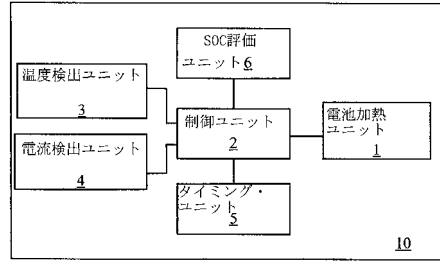 SOC評価
ユニット6
温度検出ユニット
3
制御ユニット
2
電池加熱
ユニット
1
電流検出ユニット
4
タイミング・
ユニット
5
10